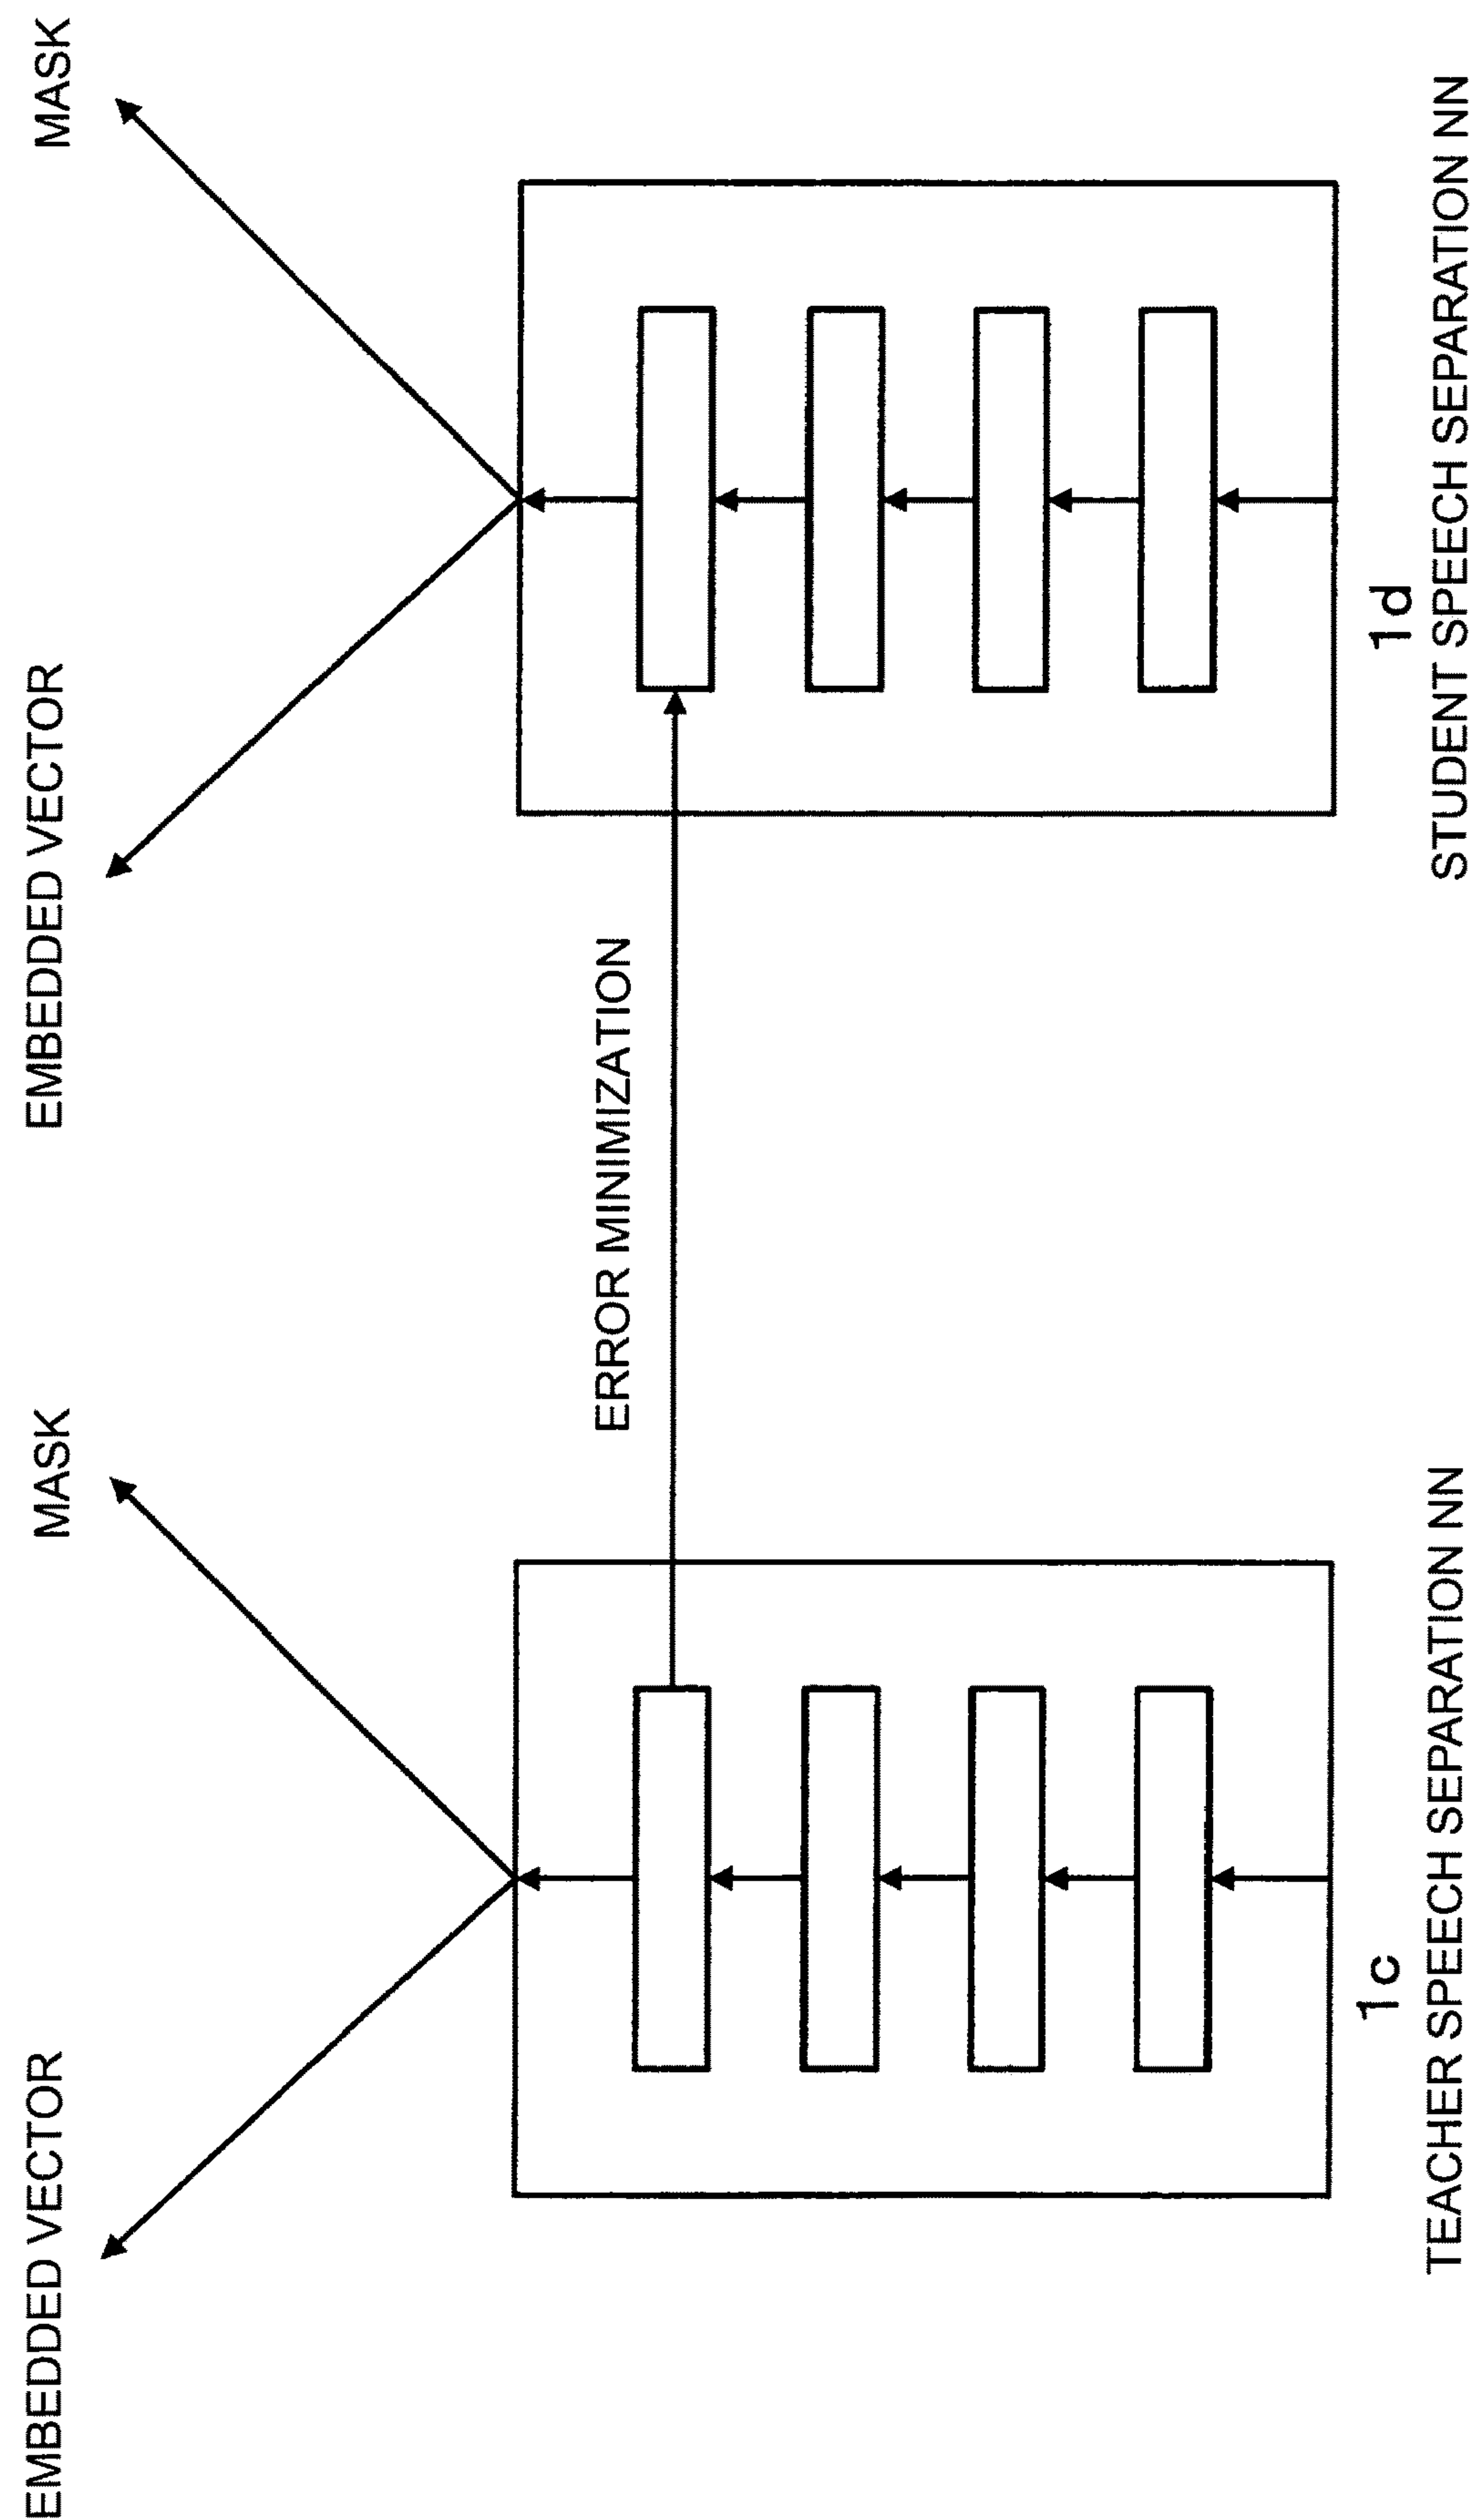 EMBEDDED VECTOR
MASK
EMBEDDED VECTOR
MASK
ERROR MINIMIZATION
1c
1d
TEACHER SPEECH SEPARATION NN
STUDENT SPEECH SEPARATION NN